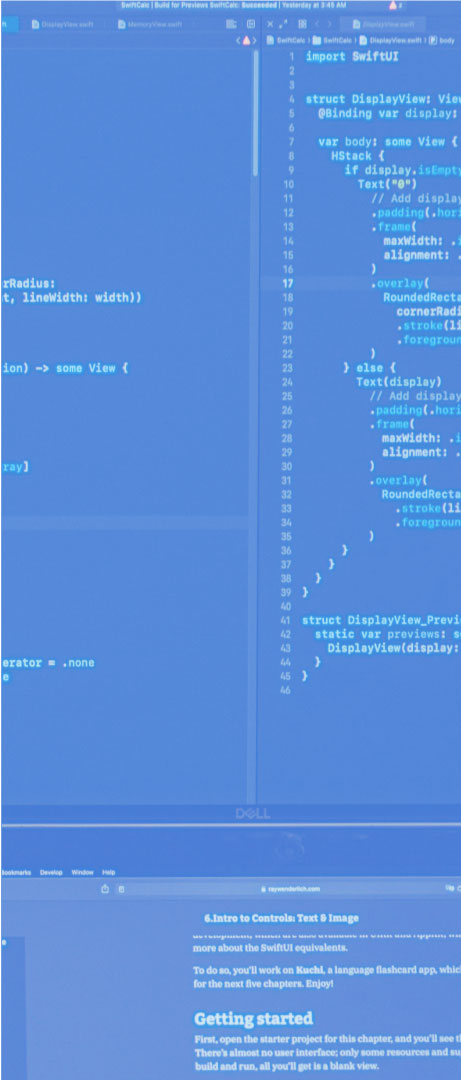 SwiftCalc | Build for Previews SwiftCalc: Succeeded | Yesterday at 3:45 AM
DisplayView.swift
MemoryView.swift
DisplayView.swift
SwiftCalc > SwiftCalc > DisplayView.swift > body
1 import SwiftUI
2
3
4 struct DisplayView: View
5 @Binding var display:
6
7 var body: some View {
8 HStack {
9 if display.isEmpty
10 Text("0")
11 // Add display
12 .padding(.hori
13 .frame(
14 maxWidth: .i
15 alignment: .
16 )
17 .overlay(
18 RoundedRecta
19 cornerRadi
20 .stroke(li
21 .foregroun
22 )
23 } else {
24 Text(display)
25 // Add display
26 .padding(.hori
27 .frame(
28 maxWidth: .i
29 alignment: .
30 )
31 .overlay(
32 RoundedRecta
33 .stroke(li
34 .foregroun
35 )
36 }
37 }
38 }
39 }
40
41 struct DisplayView_Previ
42 static var previews: so
43 DisplayView(display:
44 }
45 }
46
rRadius:
t, lineWidth: width))
ion) -> some View {
ray]
erator = .none
e
DELL
Bookmarks Develop Window Help
raywenderlich.com
6.Intro to Controls: Text & Image
more about the SwiftUI equivalents.
To do so, you'll work on Kuchi, a language flashcard app, whic
for the next five chapters. Enjoy!
Getting started
First, open the starter project for this chapter, and you'll see th
There's almost no user interface; only some resources and su
build and run, all you'll get is a blank view.